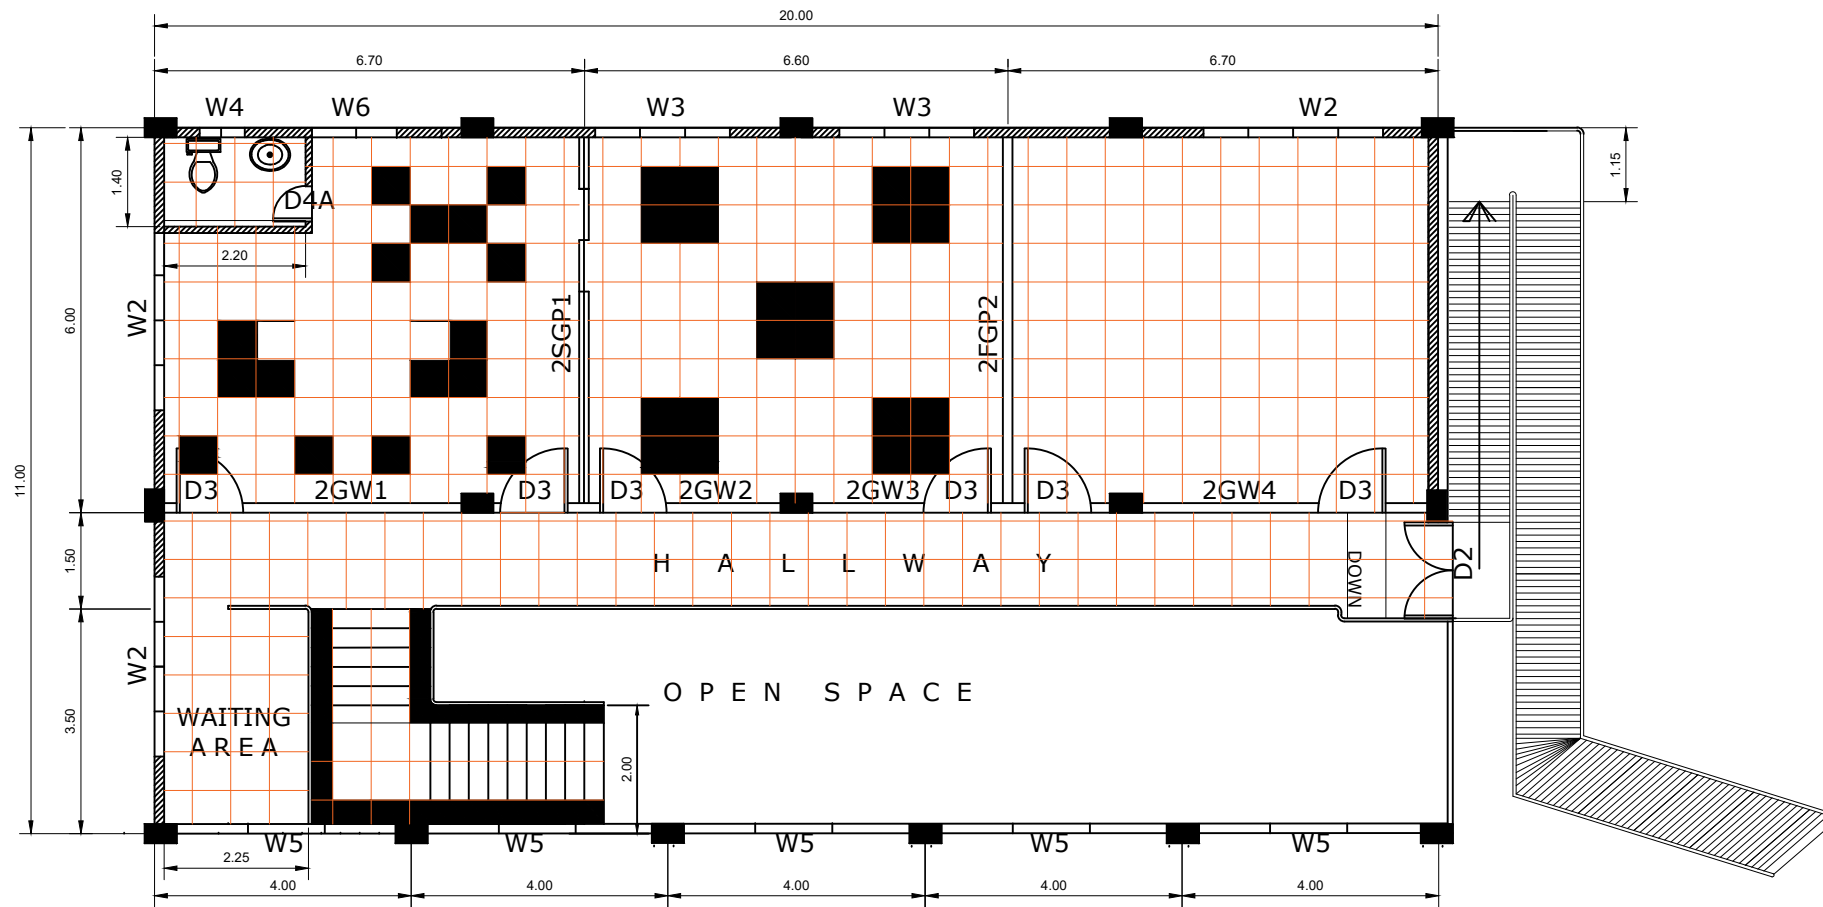 20.00
6.70 6.60 6.70
W4 W6 W3 W3 W2
1.40
D4A
1.15
2.20
W2
6.00
2SGP1
2FGP2
11.00
D3 2GW1 D3 D3 2GW2 2GW3 D3 D3 2GW4 D3
1.50
HALLWAY
DOWN
D2
W2
3.50
OPEN SPACE
WAITING
AREA
2.00
W5 W5 W5 W5 W5
2.25
4.00 4.00 4.00 4.00 4.00